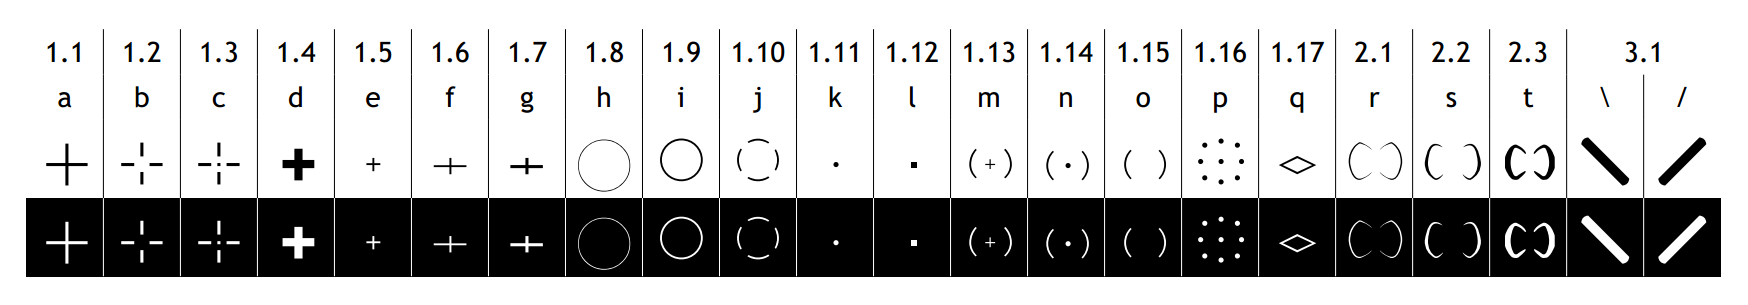 1.1 1.2 1.3 1.4 1.5 1.6 1.7 1.8 1.9 1.10 1.11 1.12 1.13 1.14 1.15 1.16 1.17 2.1 2.2 2.3 3.1
a b c d e f g h i j k l m n o p q r s t \ /